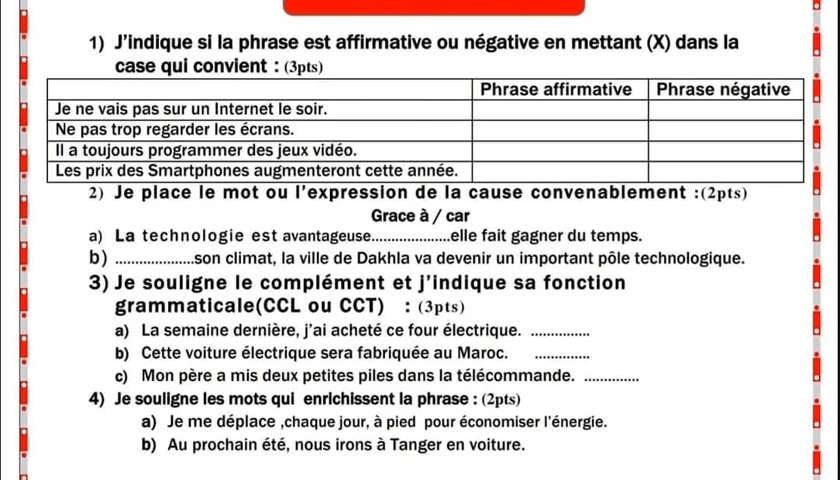 1) J'indique si la phrase est affirmative ou négative en mettant (X) dans la
case qui convient : (3pts)
Phrase affirmative Phrase négative
Je ne vais pas sur un Internet le soir.
Ne pas trop regarder les écrans.
Il a toujours programmer des jeux vidéo.
Les prix des Smartphones augmenteront cette année.
2) Je place le mot ou l'expression de la cause convenablement :(2pts)
Grace à / car
a) La technologie est avantageuse.....................elle fait gagner du temps.
b) .....................son climat, la ville de Dakhla va devenir un important pôle technologique.
3) Je souligne le complément et j'indique sa fonction
grammaticale(CCL ou CCT) : (3pts)
a) La semaine dernière, j'ai acheté ce four électrique. ...............
b) Cette voiture électrique sera fabriquée au Maroc. ..............
c) Mon père a mis deux petites piles dans la télécommande. ..............
4) Je souligne les mots qui enrichissent la phrase : (2pts)
a) Je me déplace ,chaque jour, à pied pour économiser l'énergie.
b) Au prochain été, nous irons à Tanger en voiture.